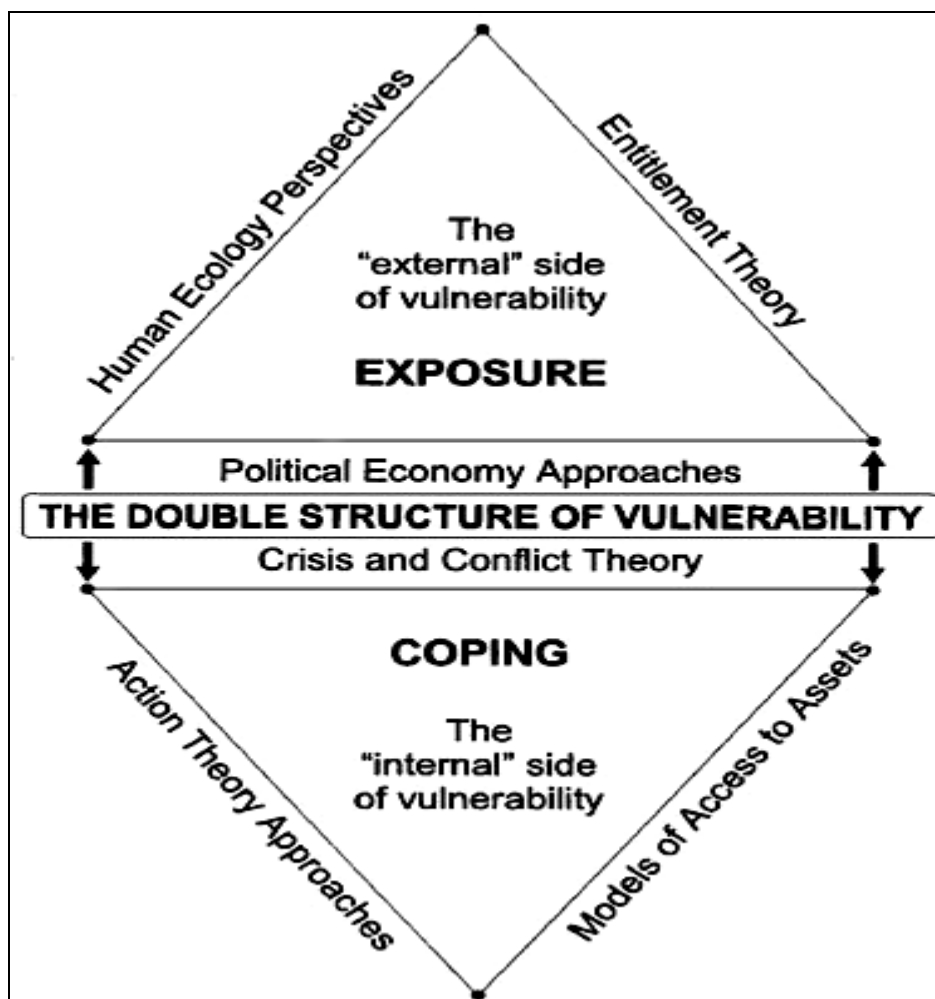 Human Ecology Perspectives
Entitlement Theory
The
“external” side
of vulnerability
EXPOSURE
Political Economy Approaches
THE DOUBLE STRUCTURE OF VULNERABILITY
Crisis and Conflict Theory
COPING
The
“internal” side
of vulnerability
Action Theory Approaches
Models of Access to Assets